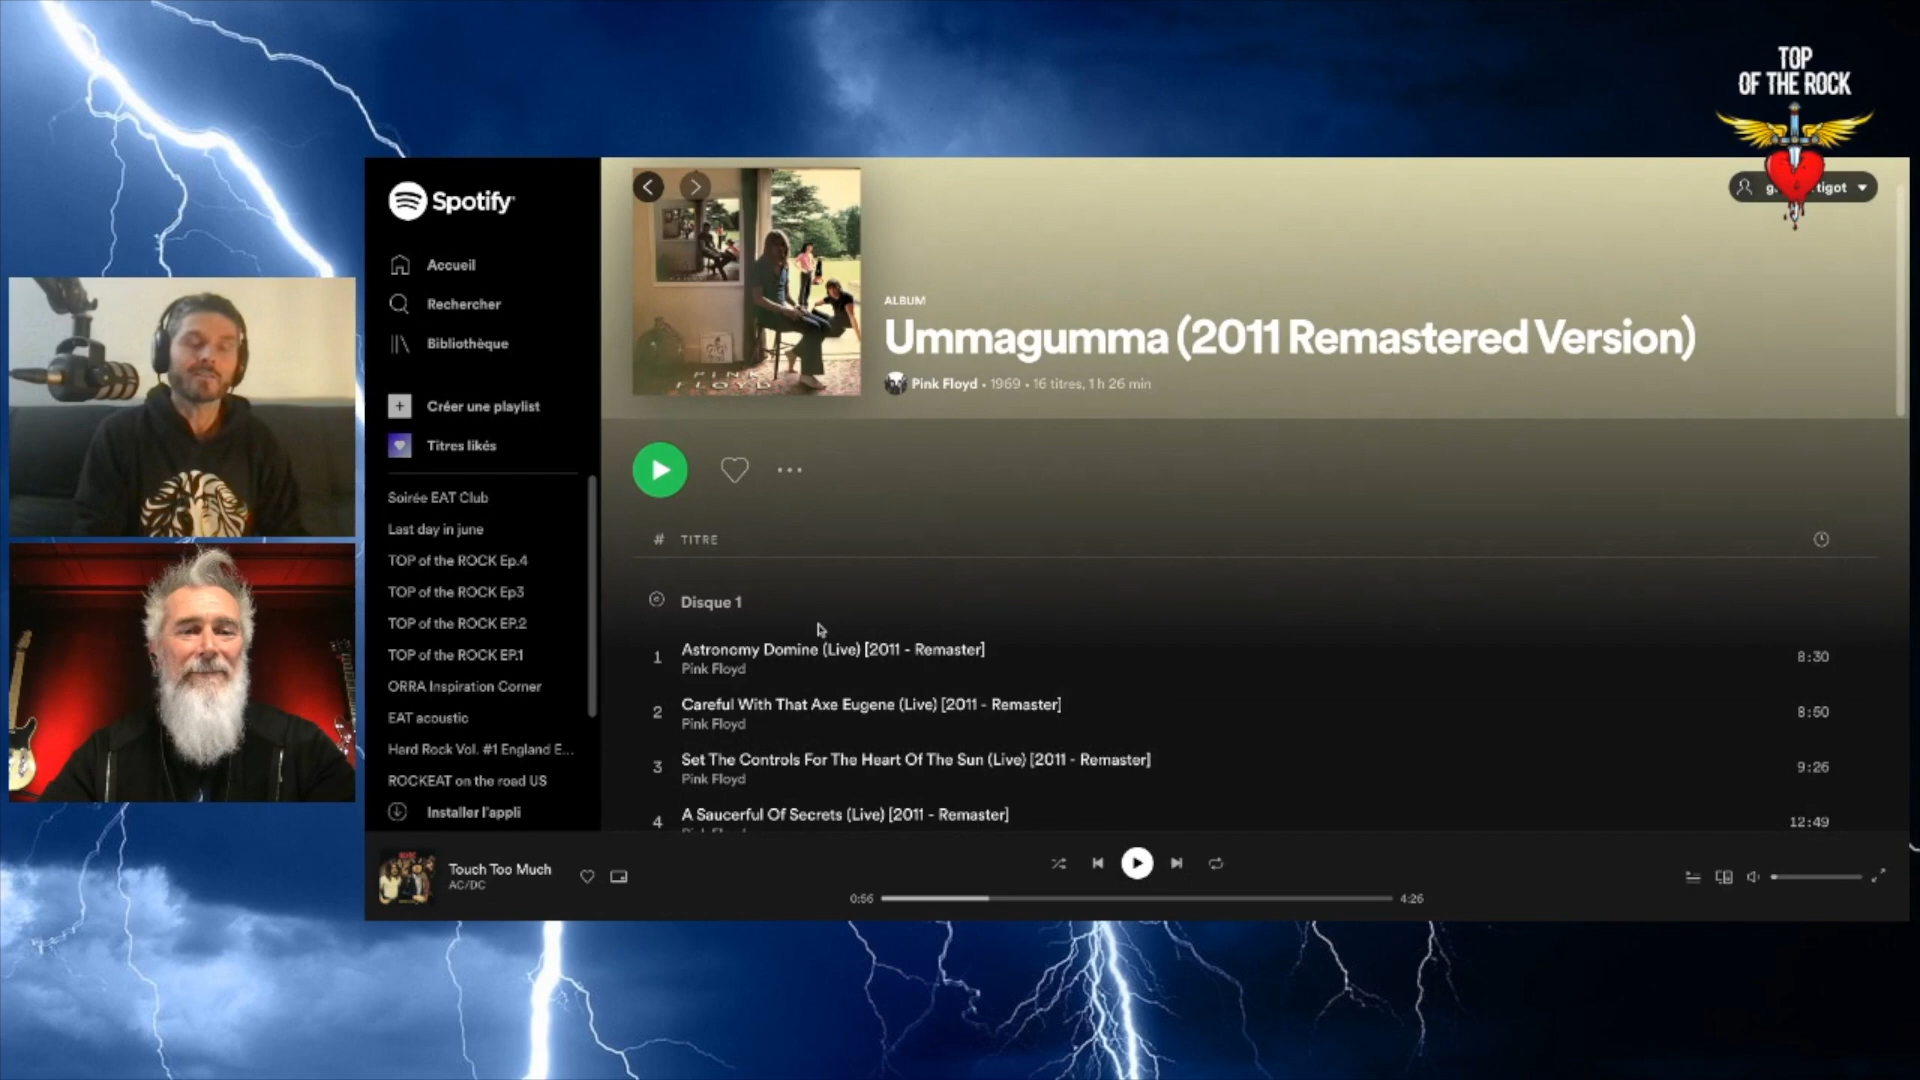 TOP
OF THE ROCK
Spotify
Accueil
Rechercher
Bibliothèque
Créer une playlist
Titres likés
Soirée EAT Club
Last day in june
TOP of the ROCK Ep.4
TOP of the ROCK Ep3
TOP of the ROCK EP.2
TOP of the ROCK EP.1
ORRA Inspiration Corner
EAT acoustic
Hard Rock Vol. #1 England E...
ROCKEAT on the road US
Installer l'appli
PINK
FLOYD
ALBUM
Ummagumma (2011 Remastered Version)
Pink Floyd • 1969 • 16 titres, 1 h 26 min
# TITRE
Disque 1
1 Astronomy Domine (Live) [2011 - Remaster] 8:30
Pink Floyd
2 Careful With That Axe Eugene (Live) [2011 - Remaster] 8:50
Pink Floyd
3 Set The Controls For The Heart Of The Sun (Live) [2011 - Remaster] 9:26
Pink Floyd
4 A Saucerful Of Secrets (Live) [2011 - Remaster] 12:49
Touch Too Much
AC/DC
0:56
4:26